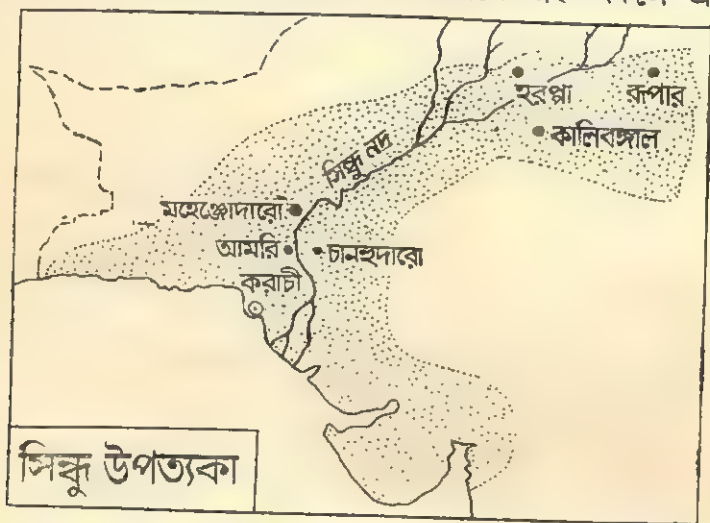 হরপ্পা
রূপার
কালিবঙ্গাল
সিন্ধু নদ
মহেঞ্জোদারো
আমরি
চানহুদারো
করাচী
সিন্ধু উপত্যকা